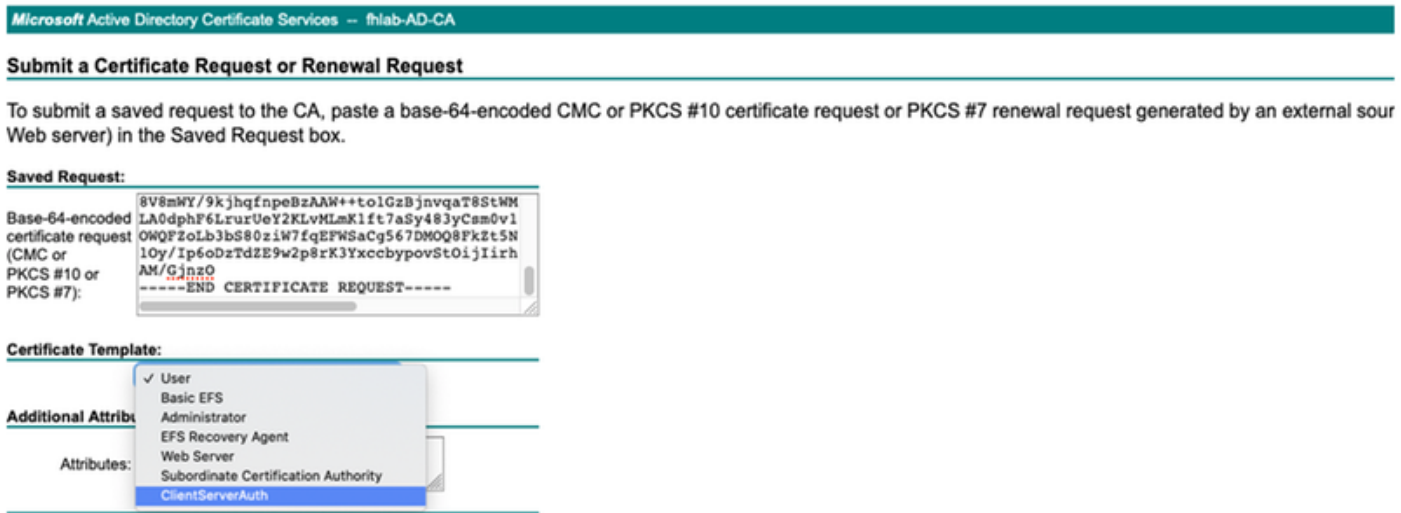 Microsoft Active Directory Certificate Services -- fhlab-AD-CA
Submit a Certificate Request or Renewal Request
To submit a saved request to the CA, paste a base-64-encoded CMC or PKCS #10 certificate request or PKCS #7 renewal request generated by an external sour
Web server) in the Saved Request box.
Saved Request:
Base-64-encoded
certificate request
(CMC or
PKCS #10 or
PKCS #7):
8V8mWY/9kjhqfnpeBzAAW++to1GzBjnvqaT8StWM
LA0dphF6LrurUeY2KLvMLmK1ft7aSy483yCsm0vl
OWQFZoLb3bS80ziW7fqEFWSaCg567DMOQ8FkZt5N
lOy/Ip6oDzTdZE9w2p8rK3YxccbypovStOijIirh
AM/GjnzO
-----END CERTIFICATE REQUEST-----
Certificate Template:
✓ User
Basic EFS
Administrator
EFS Recovery Agent
Web Server
Subordinate Certification Authority
ClientServerAuth
Additional Attribu
Attributes: